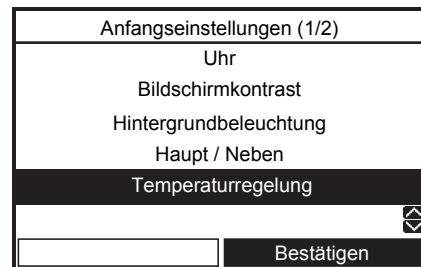 Anfangseinstellungen (1/2)
Uhr
Bildschirmkontrast
Hintergrundbeleuchtung
Haupt / Neben
Temperaturregelung
Bestätigen